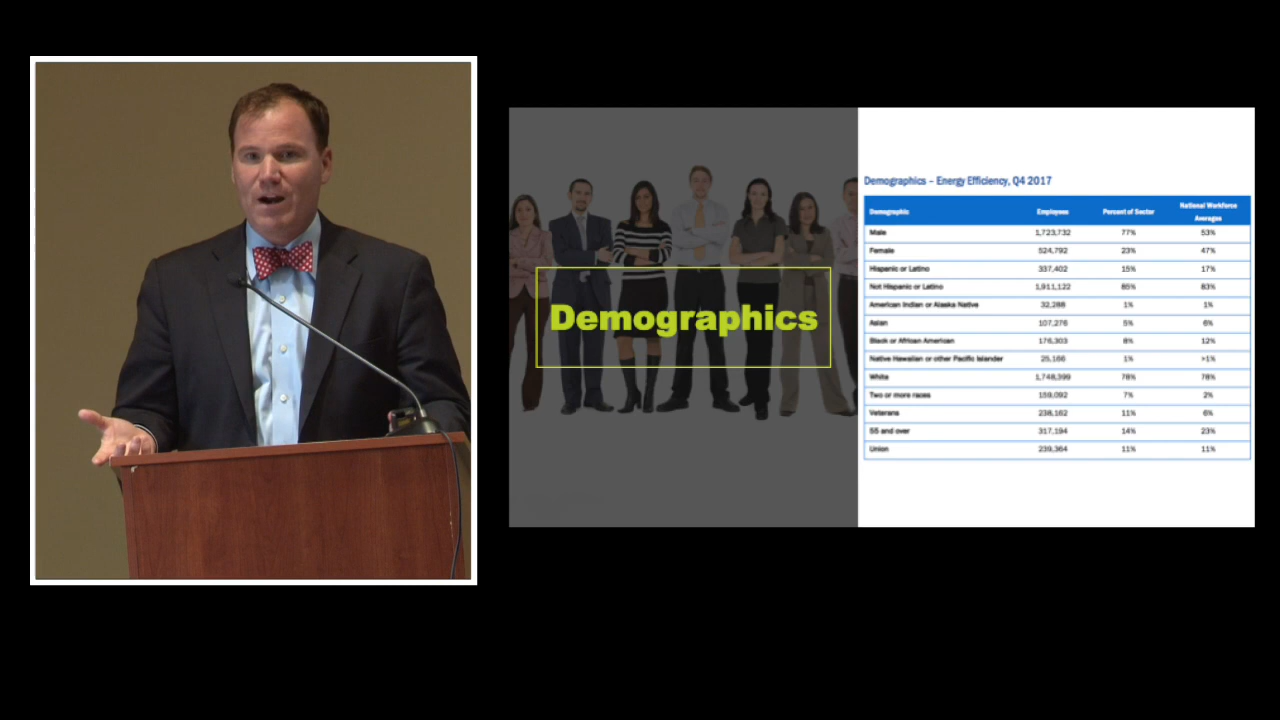 Demographics
Demographics – Energy Efficiency, Q4 2017
Demographic Employees Percent of Sector National Workforce Averages
Male 1,723,732 77% 53%
Female 524,792 23% 47%
Hispanic or Latino 337,402 15% 17%
Not Hispanic or Latino 1,911,122 85% 83%
American Indian or Alaska Native 32,288 1% 1%
Asian 107,276 5% 6%
Black or African American 176,303 8% 12%
Native Hawaiian or other Pacific Islander 25,166 1% >1%
White 1,748,399 78% 78%
Two or more races 159,092 7% 2%
Veterans 238,162 11% 6%
55 and over 317,194 14% 23%
Union 239,364 11% 11%